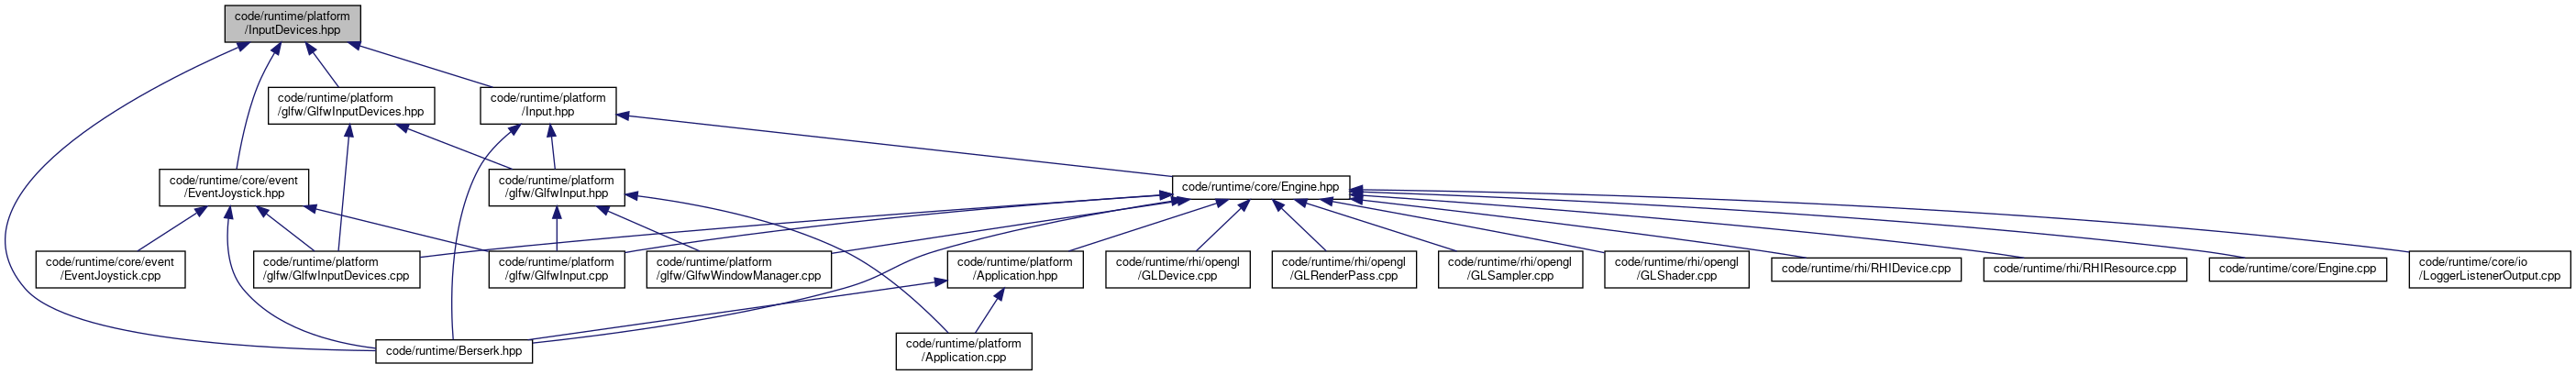 code/runtime/platform
/InputDevices.hpp
code/runtime/platform
/glfw/GlfwInputDevices.hpp
code/runtime/platform
/Input.hpp
code/runtime/core/event
/EventJoystick.hpp
code/runtime/platform
/glfw/GlfwInput.hpp
code/runtime/core/Engine.hpp
code/runtime/core/event
/EventJoystick.cpp
code/runtime/platform
/glfw/GlfwInputDevices.cpp
code/runtime/platform
/glfw/GlfwInput.cpp
code/runtime/platform
/glfw/GlfwWindowManager.cpp
code/runtime/platform
/Application.hpp
code/runtime/rhi/opengl
/GLDevice.cpp
code/runtime/rhi/opengl
/GLRenderPass.cpp
code/runtime/rhi/opengl
/GLSampler.cpp
code/runtime/rhi/opengl
/GLShader.cpp
code/runtime/rhi/RHIDevice.cpp
code/runtime/rhi/RHIResource.cpp
code/runtime/core/Engine.cpp
code/runtime/core/io
/LoggerListenerOutput.cpp
code/runtime/Berserk.hpp
code/runtime/platform
/Application.cpp